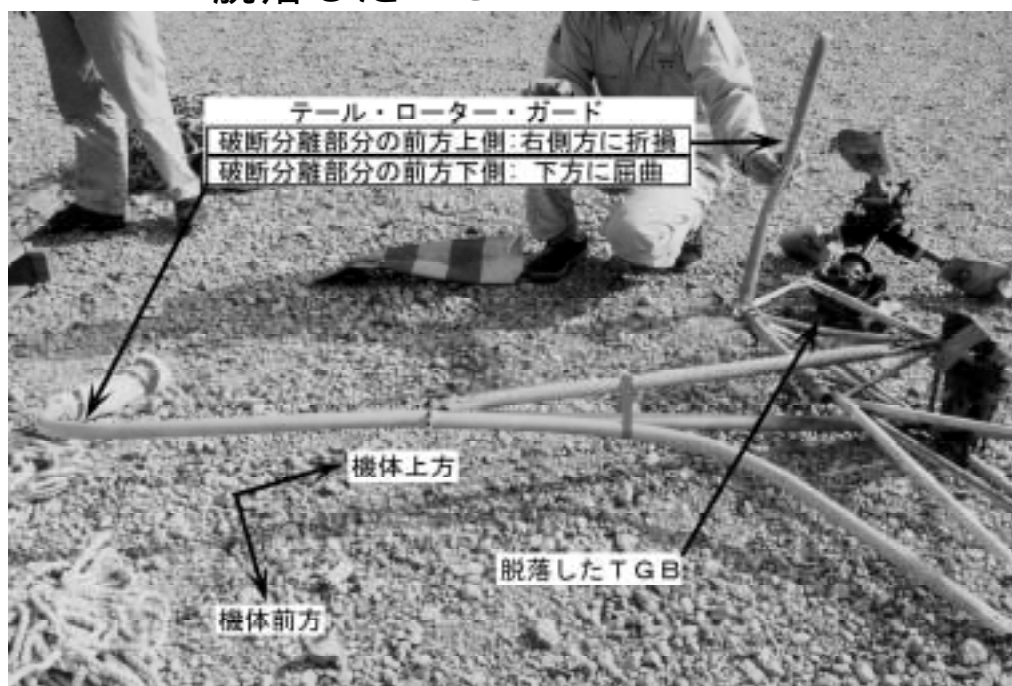 テール・ローター・ガード
破断分離部分の前方上側：右側方に折損
破断分離部分の前方下側： 下方に屈曲
機体上方
脱落したＴＧＢ
機体前方